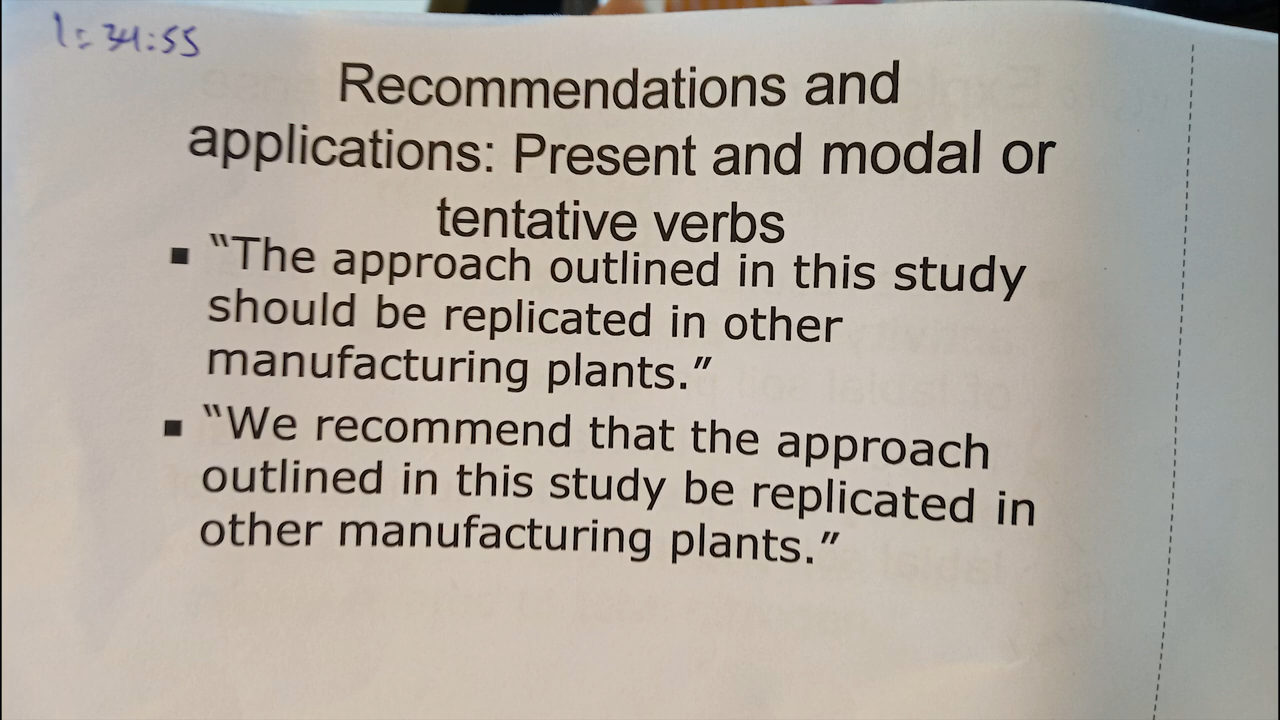 1:34:55
Recommendations and
applications: Present and modal or
tentative verbs
▪ “The approach outlined in this study
should be replicated in other
manufacturing plants.”
▪ “We recommend that the approach
outlined in this study be replicated in
other manufacturing plants.”